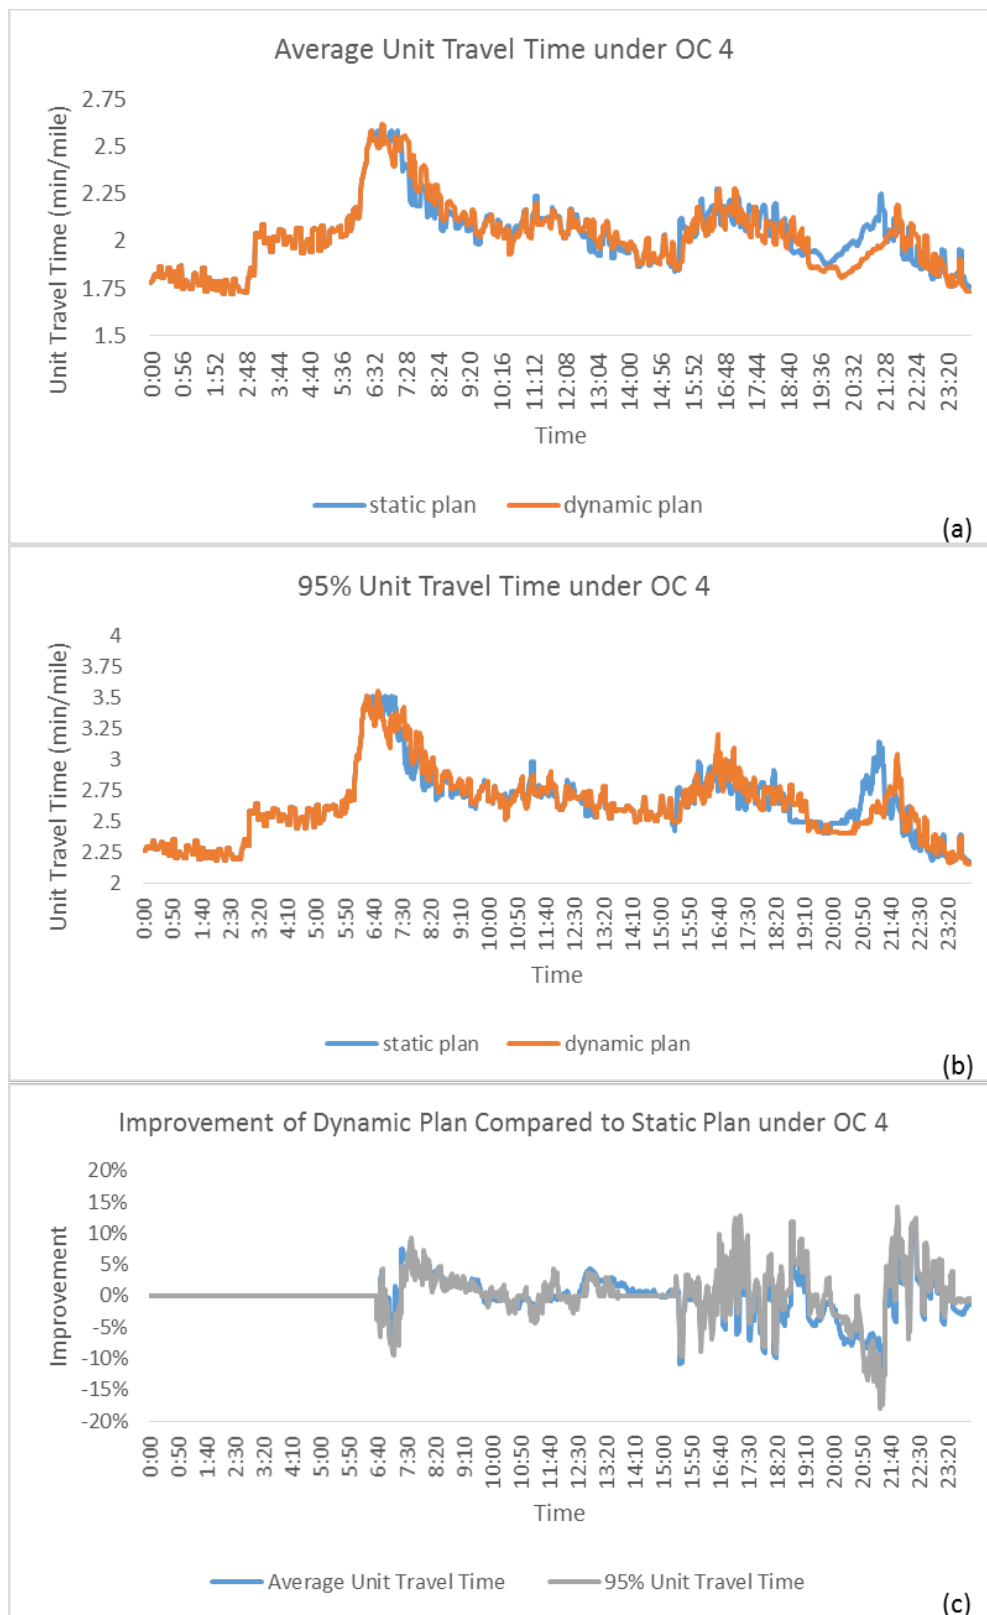 Average Unit Travel Time under OC 4
Unit Travel Time (min/mile)
2.75
2.5
2.25
2
1.75
1.5
0:00 0:56 1:52 2:48 3:44 4:40 5:36 6:32 7:28 8:24 9:20 10:16 11:12 12:08 13:04 14:00 14:56 15:52 16:48 17:44 18:40 19:36 20:32 21:28 22:24 23:20
Time
static plan dynamic plan
(a)
95% Unit Travel Time under OC 4
Unit Travel Time (min/mile)
4
3.75
3.5
3.25
3
2.75
2.5
2.25
2
0:00 0:50 1:40 2:30 3:20 4:10 5:00 5:50 6:40 7:30 8:20 9:10 10:00 10:50 11:40 12:30 13:20 14:10 15:00 15:50 16:40 17:30 18:20 19:10 20:00 20:50 21:40 22:30 23:20
Time
static plan dynamic plan
(b)
Improvement of Dynamic Plan Compared to Static Plan under OC 4
Improvement
20%
15%
10%
5%
0%
-5%
-10%
-15%
-20%
0:00 0:50 1:40 2:30 3:20 4:10 5:00 5:50 6:40 7:30 8:20 9:10 10:00 10:50 11:40 12:30 13:20 14:10 15:00 15:50 16:40 17:30 18:20 19:10 20:00 20:50 21:40 22:30 23:20
Time
Average Unit Travel Time 95% Unit Travel Time
(c)